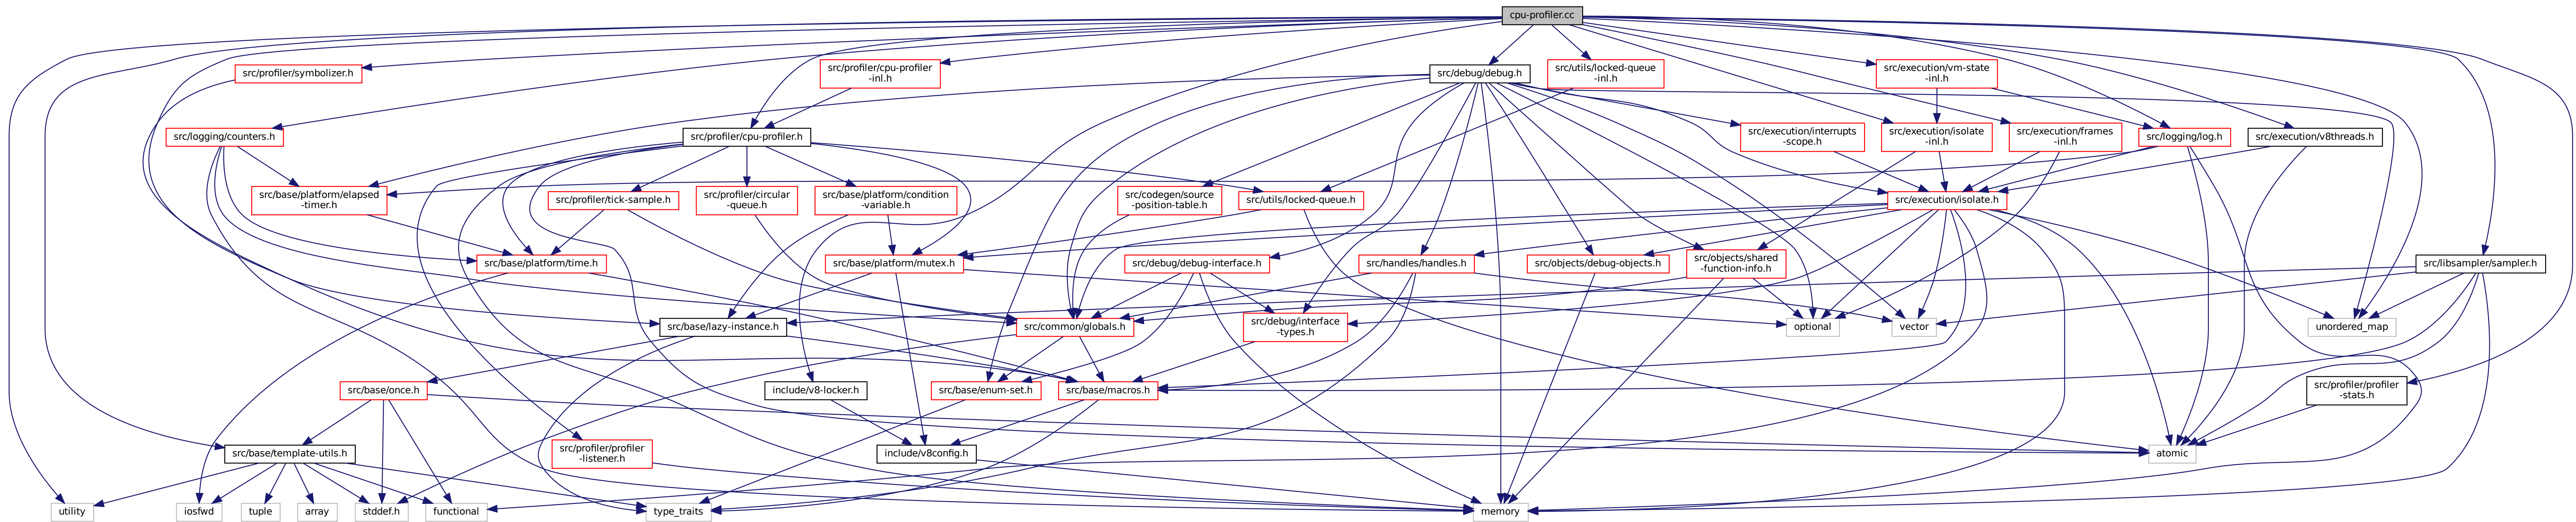 cpu-profiler.cc
src/profiler/symbolizer.h
src/profiler/cpu-profiler
-inl.h
src/debug/debug.h
src/utils/locked-queue
-inl.h
src/execution/vm-state
-inl.h
src/logging/counters.h
src/profiler/cpu-profiler.h
src/execution/interrupts
-scope.h
src/execution/isolate
-inl.h
src/execution/frames
-inl.h
src/logging/log.h
src/execution/v8threads.h
src/base/platform/elapsed
-timer.h
src/profiler/tick-sample.h
src/profiler/circular
-queue.h
src/base/platform/condition
-variable.h
src/codegen/source
-position-table.h
src/utils/locked-queue.h
src/execution/isolate.h
src/base/platform/time.h
src/base/platform/mutex.h
src/debug/debug-interface.h
src/handles/handles.h
src/objects/debug-objects.h
src/objects/shared
-function-info.h
src/libsampler/sampler.h
src/base/lazy-instance.h
src/common/globals.h
src/debug/interface
-types.h
optional
vector
unordered_map
src/base/once.h
include/v8-locker.h
src/base/enum-set.h
src/base/macros.h
src/profiler/profiler
-stats.h
src/base/template-utils.h
src/profiler/profiler
-listener.h
include/v8config.h
atomic
utility
iosfwd
tuple
array
stddef.h
functional
type_traits
memory